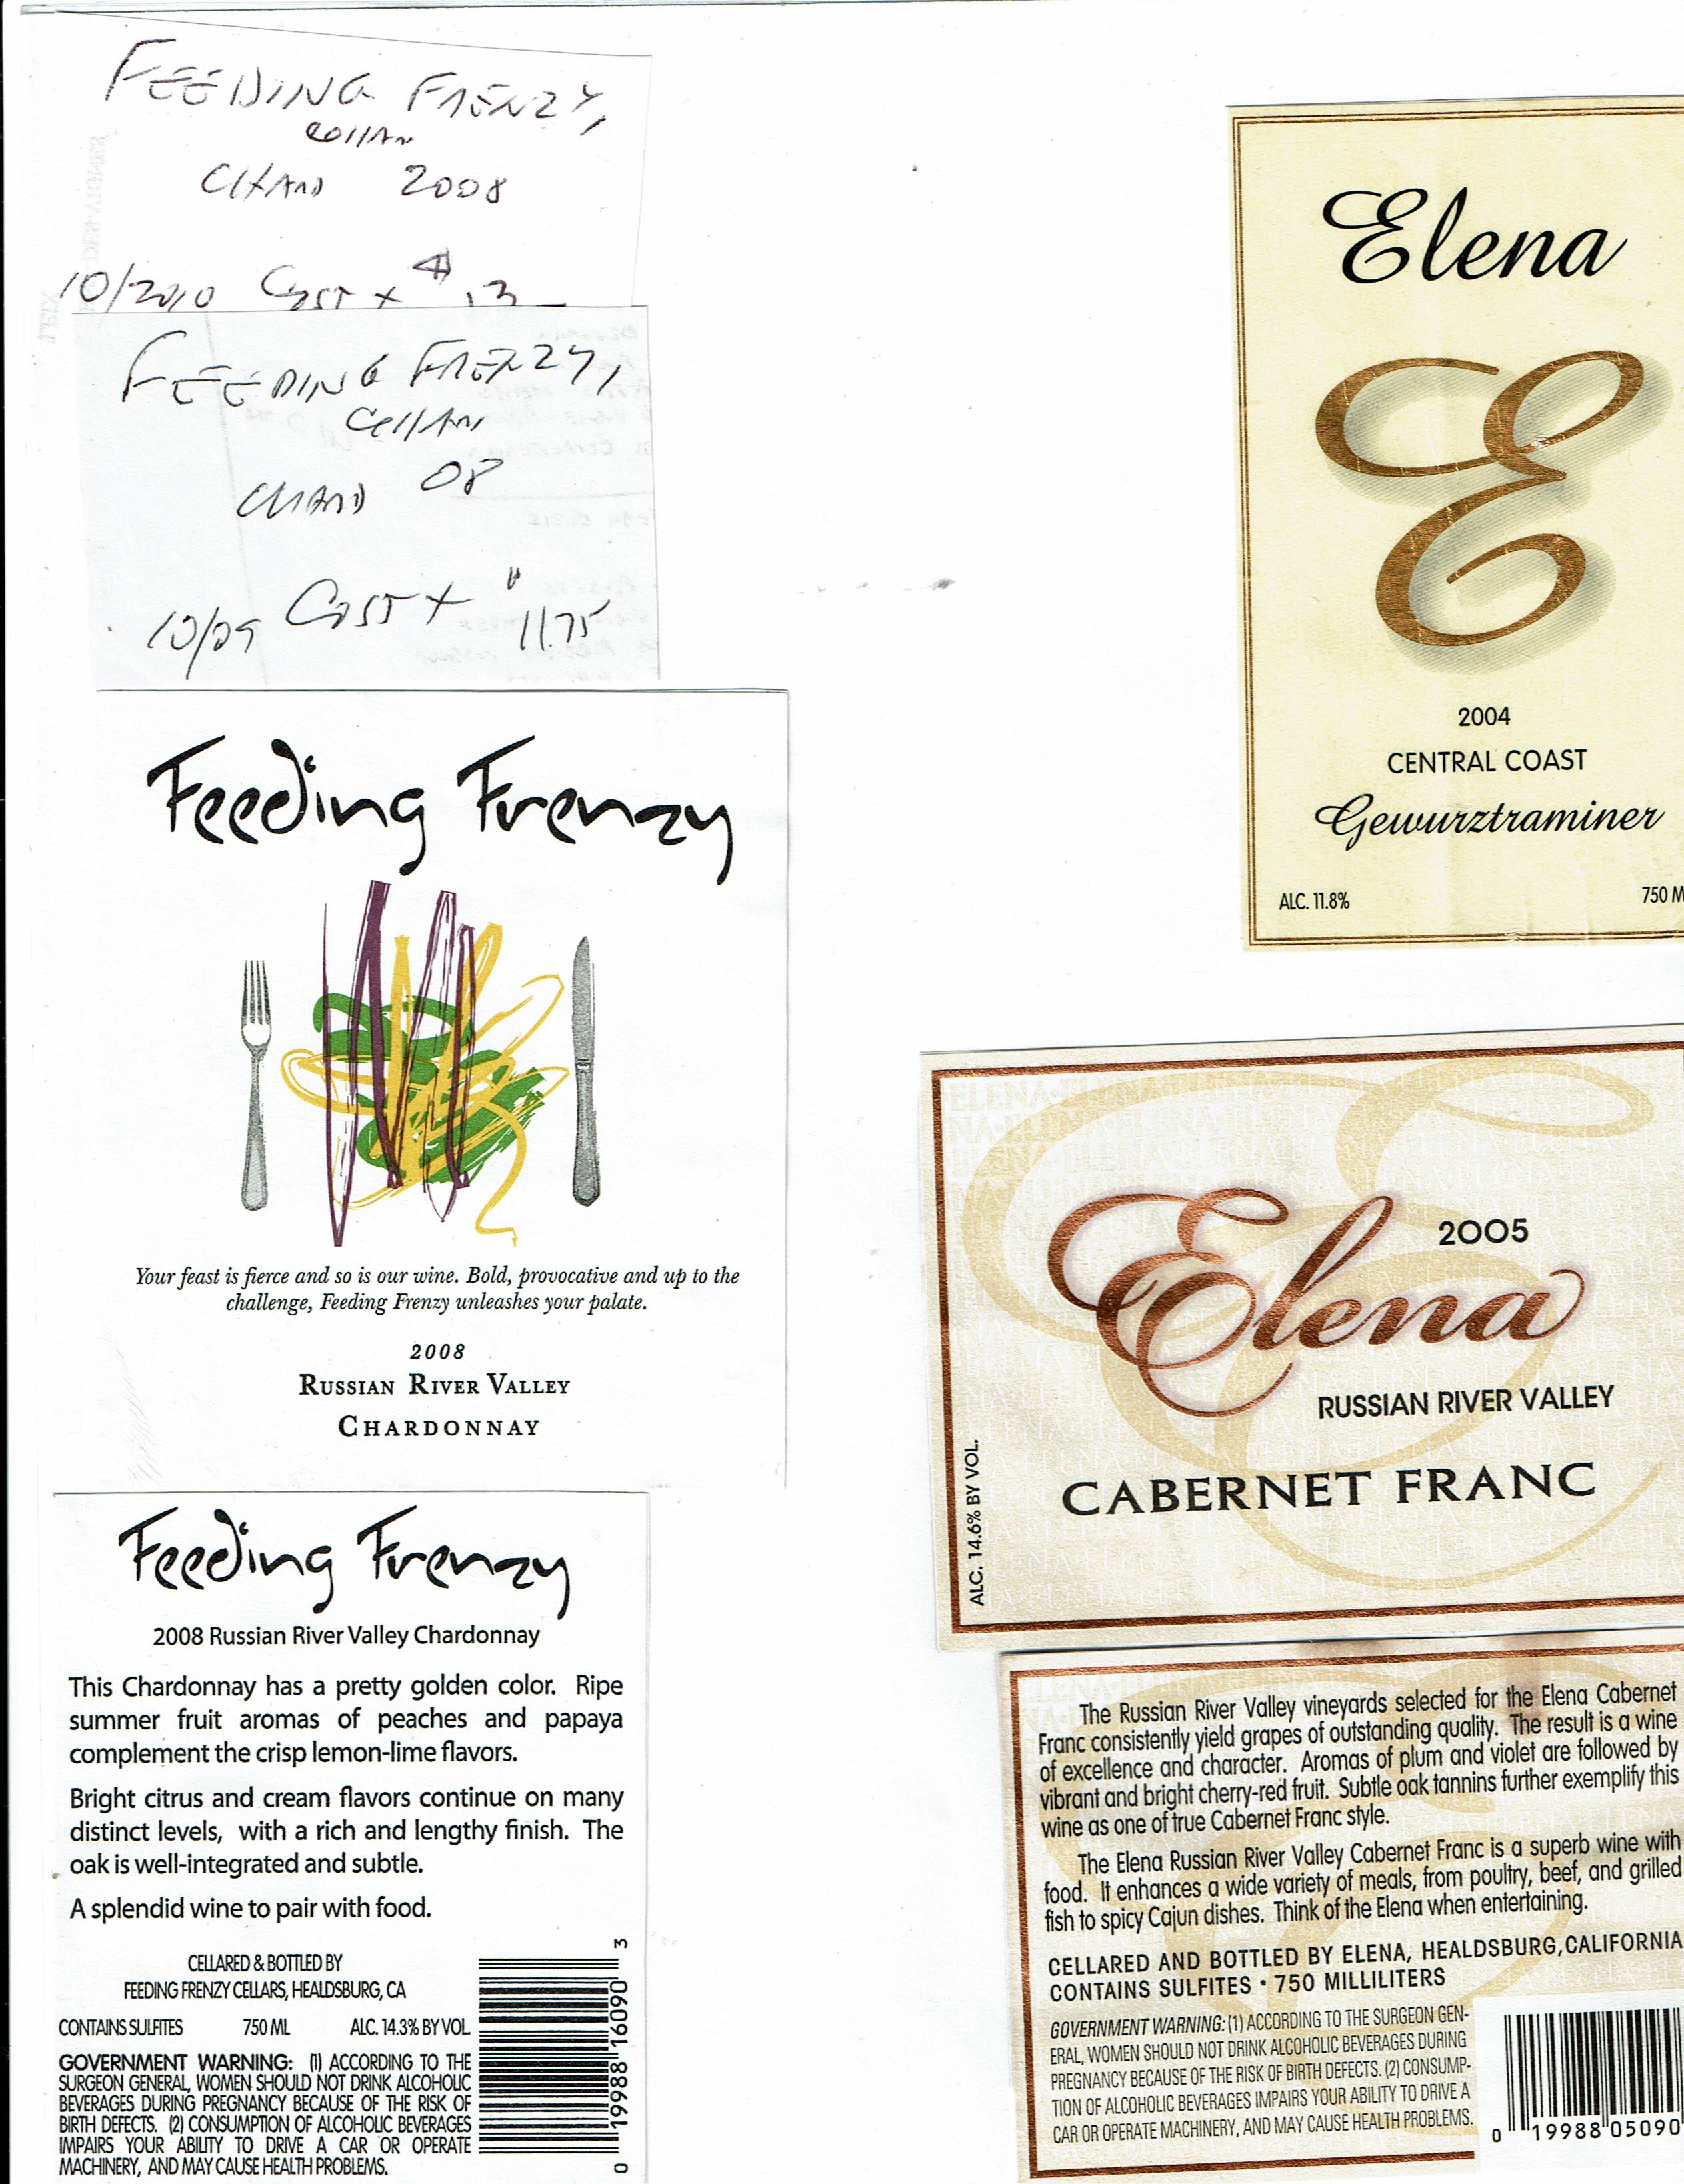 FEEDING FRENZY,
CellAr
CHARD 2008
10/2010 Cost + $ 13 —
FEEDING FRENZY,
CellAr
CHARD 08
10/09 Cost + " 11.75
Feeding Frenzy
Your feast is fierce and so is our wine. Bold, provocative and up to the
challenge, Feeding Frenzy unleashes your palate.
2008
RUSSIAN RIVER VALLEY
CHARDONNAY
Feeding Frenzy
2008 Russian River Valley Chardonnay
This Chardonnay has a pretty golden color. Ripe
summer fruit aromas of peaches and papaya
complement the crisp lemon-lime flavors.
Bright citrus and cream flavors continue on many
distinct levels, with a rich and lengthy finish. The
oak is well-integrated and subtle.
A splendid wine to pair with food.
CELLARED & BOTTLED BY
FEEDING FRENZY CELLARS, HEALDSBURG, CA
CONTAINS SULFITES 750 ML ALC. 14.3% BY VOL.
GOVERNMENT WARNING: (1) ACCORDING TO THE
SURGEON GENERAL, WOMEN SHOULD NOT DRINK ALCOHOLIC
BEVERAGES DURING PREGNANCY BECAUSE OF THE RISK OF
BIRTH DEFECTS. (2) CONSUMPTION OF ALCOHOLIC BEVERAGES
IMPAIRS YOUR ABILITY TO DRIVE A CAR OR OPERATE
MACHINERY, AND MAY CAUSE HEALTH PROBLEMS.
0 19988 16090 3
Elena
E
2004
CENTRAL COAST
Gewurztraminer
ALC. 11.8% 750 M
Elena
2005
RUSSIAN RIVER VALLEY
CABERNET FRANC
ALC. 14.6% BY VOL.
The Russian River Valley vineyards selected for the Elena Cabernet
Franc consistently yield grapes of outstanding quality. The result is a wine
of excellence and character. Aromas of plum and violet are followed by
vibrant and bright cherry-red fruit. Subtle oak tannins further exemplify this
wine as one of true Cabernet Franc style.
The Elena Russian River Valley Cabernet Franc is a superb wine with
food. It enhances a wide variety of meals, from poultry, beef, and grilled
fish to spicy Cajun dishes. Think of the Elena when entertaining.
CELLARED AND BOTTLED BY ELENA, HEALDSBURG, CALIFORNIA
CONTAINS SULFITES • 750 MILLILITERS
GOVERNMENT WARNING: (1) ACCORDING TO THE SURGEON GEN-
ERAL, WOMEN SHOULD NOT DRINK ALCOHOLIC BEVERAGES DURING
PREGNANCY BECAUSE OF THE RISK OF BIRTH DEFECTS. (2) CONSUMP-
TION OF ALCOHOLIC BEVERAGES IMPAIRS YOUR ABILITY TO DRIVE A
CAR OR OPERATE MACHINERY, AND MAY CAUSE HEALTH PROBLEMS.
0 19988 05090